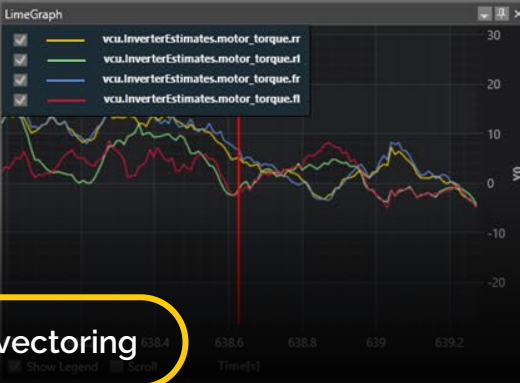 LimeGraph
vcu.InverterEstimates.motor_torque.rr
vcu.InverterEstimates.motor_torque.rl
vcu.InverterEstimates.motor_torque.fr
vcu.InverterEstimates.motor_torque.fl
30
20
10
0
-10
-20
638.4 638.6 638.8 639 639.2
vectoring
Show Legend Scroll Time[s]